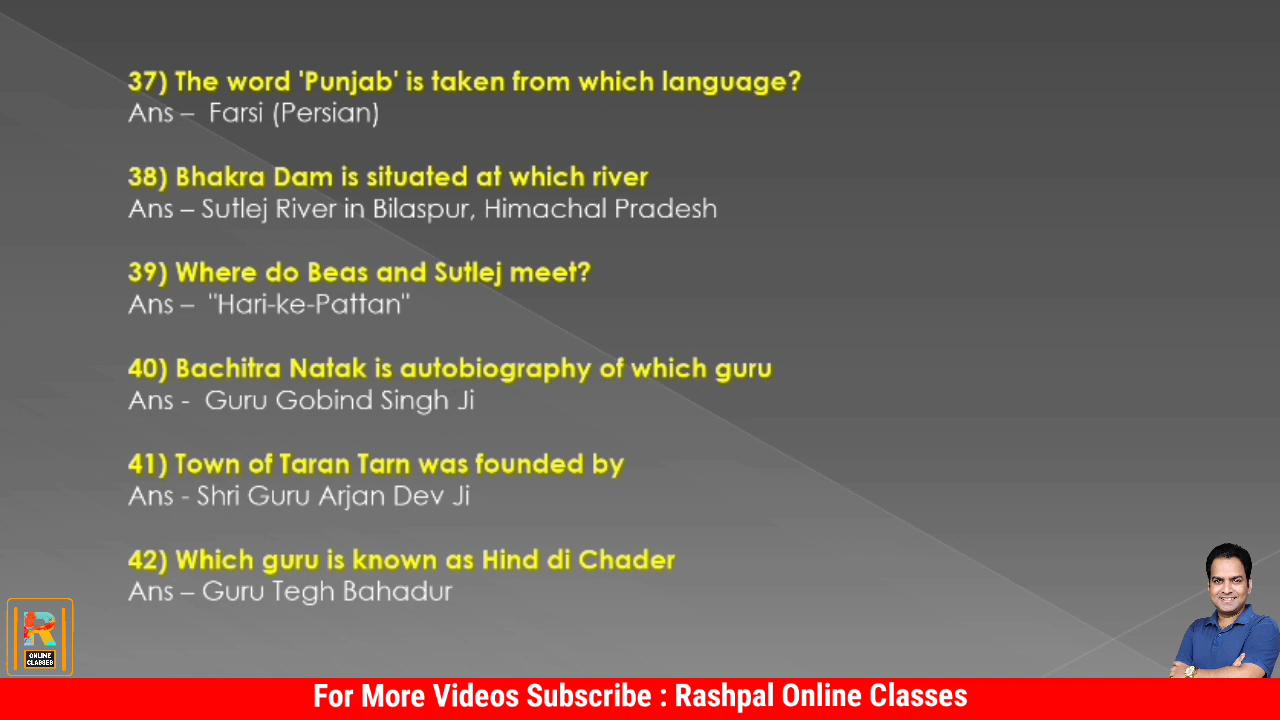 37) The word 'Punjab' is taken from which language?
Ans – Farsi (Persian)
38) Bhakra Dam is situated at which river
Ans – Sutlej River in Bilaspur, Himachal Pradesh
39) Where do Beas and Sutlej meet?
Ans – "Hari-ke-Pattan"
40) Bachitra Natak is autobiography of which guru
Ans - Guru Gobind Singh Ji
41) Town of Taran Tarn was founded by
Ans - Shri Guru Arjan Dev Ji
42) Which guru is known as Hind di Chader
Ans – Guru Tegh Bahadur
R
ONLINE
CLASSES
For More Videos Subscribe : Rashpal Online Classes